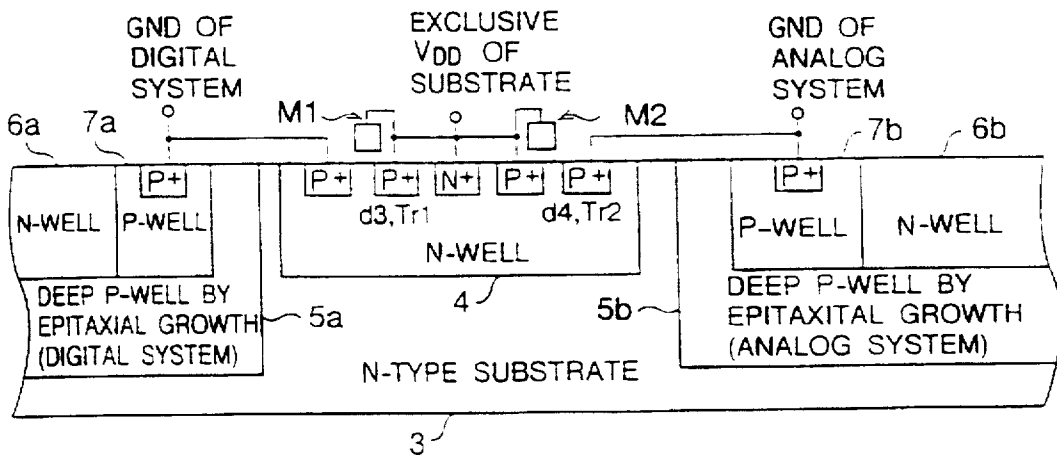 GND OF
DIGITAL
SYSTEM
EXCLUSIVE
VDD OF
SUBSTRATE
GND OF
ANALOG
SYSTEM
M1
M2
6a
7a
7b
6b
P+
P+
P+
N+
P+
P+
P+
N-WELL
P-WELL
d3,Tr1
d4,Tr2
N-WELL
P-WELL
N-WELL
4
DEEP P-WELL BY
EPITAXIAL GROWTH
(DIGITAL SYSTEM)
5a
5b
DEEP P-WELL BY
EPITAXITAL GROWTH
(ANALOG SYSTEM)
N-TYPE SUBSTRATE
3